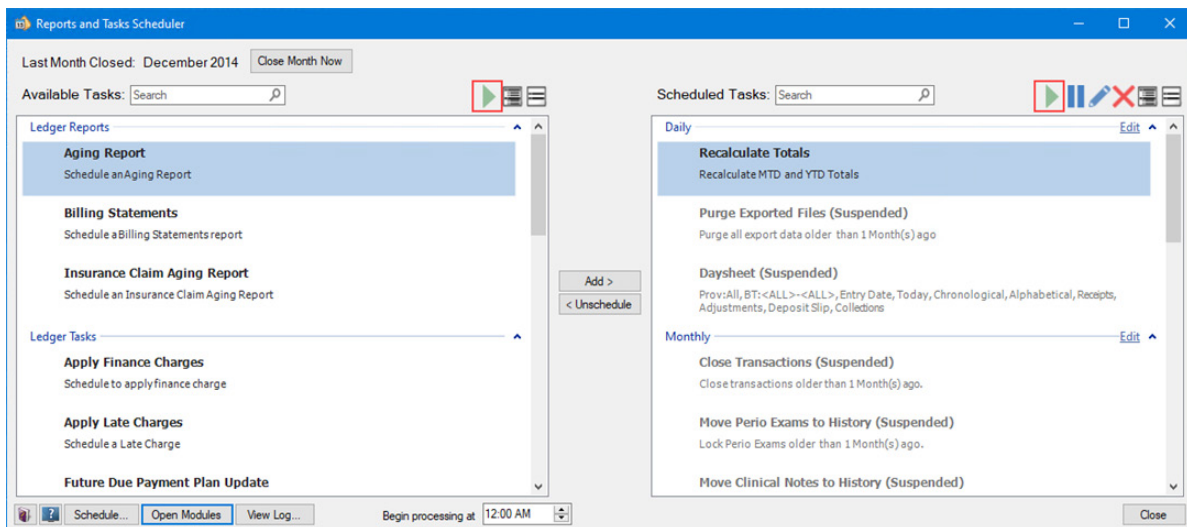 Reports and Tasks Scheduler
Last Month Closed: December 2014 Close Month Now
Available Tasks: Search
Ledger Reports
Aging Report
Schedule an Aging Report
Billing Statements
Schedule a Billing Statements report
Insurance Claim Aging Report
Schedule an Insurance Claim Aging Report
Ledger Tasks
Apply Finance Charges
Schedule to apply finance charge
Apply Late Charges
Schedule a Late Charge
Future Due Payment Plan Update
Add >
< Unschedule
Scheduled Tasks: Search
Daily Edit
Recalculate Totals
Recalculate MTD and YTD Totals
Purge Exported Files (Suspended)
Purge all export data older than 1 Month(s) ago
Daysheet (Suspended)
Prov:All, BT:<ALL>-<ALL>, Entry Date, Today, Chronological, Alphabetical, Receipts,
Adjustments, Deposit Slip, Collections
Monthly Edit
Close Transactions (Suspended)
Close transactions older than 1 Month(s) ago.
Move Perio Exams to History (Suspended)
Lock Perio Exams older than 1 Month(s) ago.
Move Clinical Notes to History (Suspended)
Schedule... Open Modules View Log... Begin processing at 12:00 AM Close